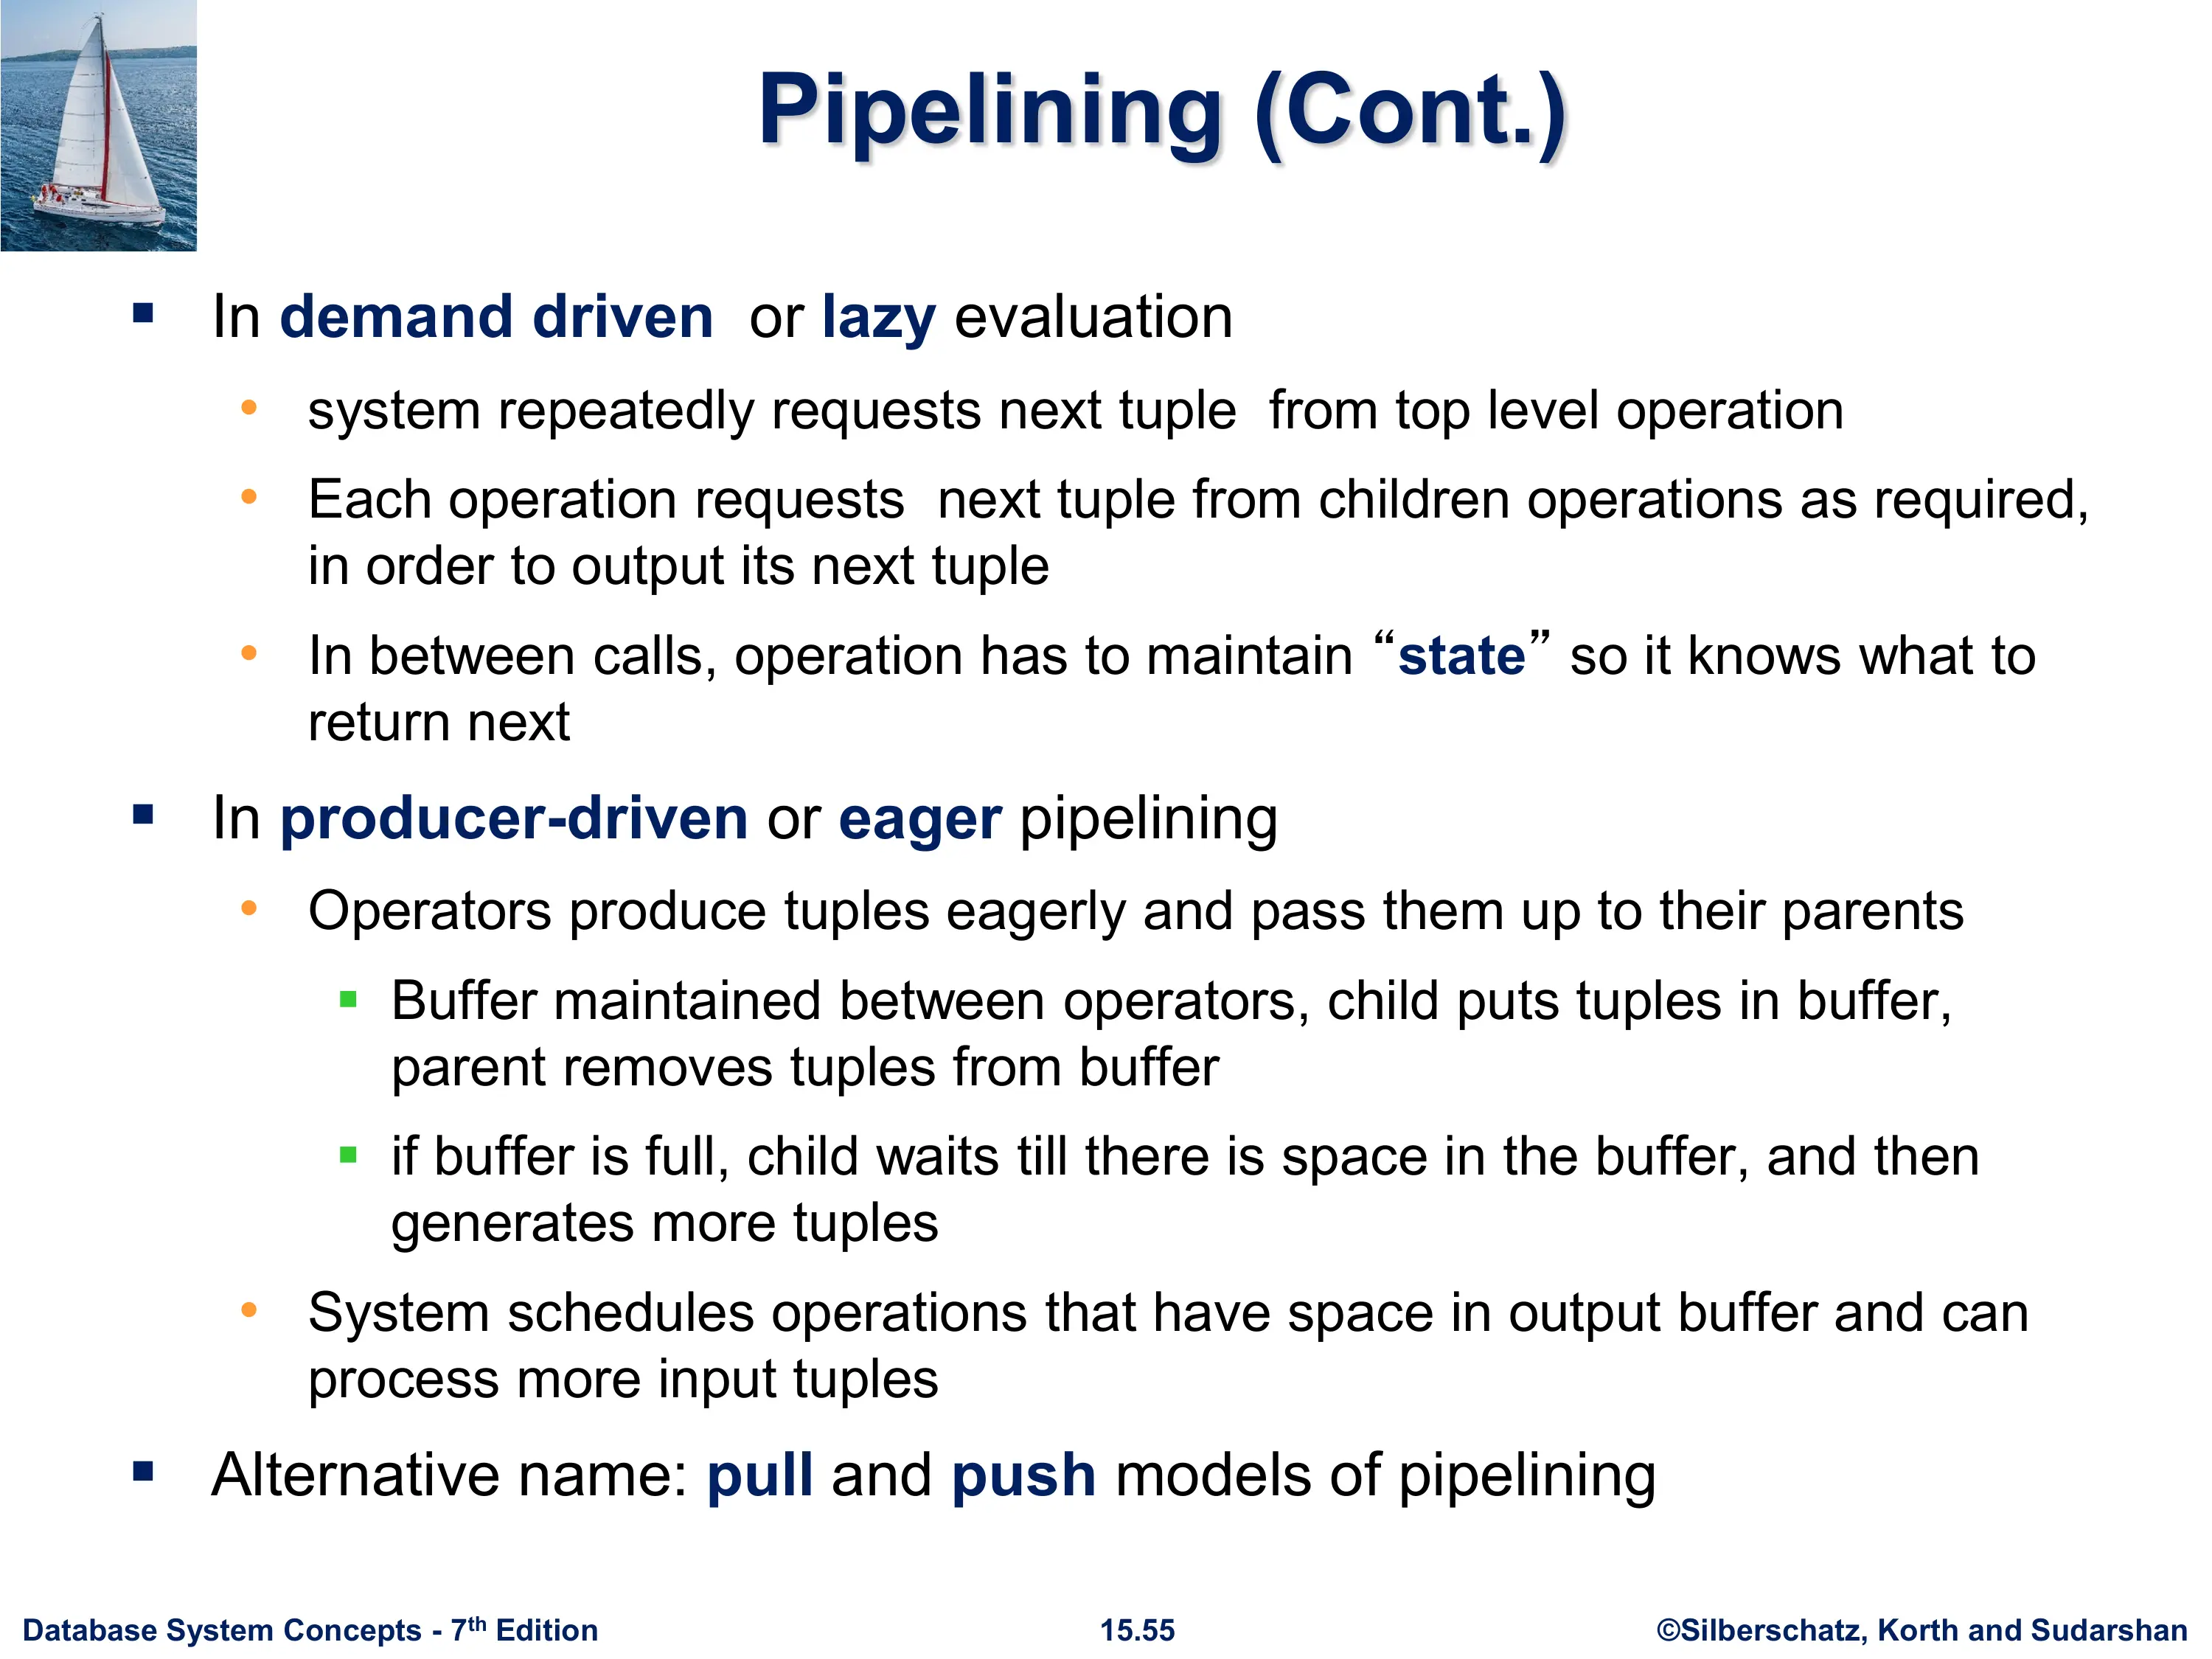 Pipelining (Cont.)
In demand driven or lazy evaluation
system repeatedly requests next tuple from top level operation
Each operation requests next tuple from children operations as required,
in order to output its next tuple
In between calls, operation has to maintain “state” so it knows what to
return next
In producer-driven or eager pipelining
Operators produce tuples eagerly and pass them up to their parents
Buffer maintained between operators, child puts tuples in buffer,
parent removes tuples from buffer
if buffer is full, child waits till there is space in the buffer, and then
generates more tuples
System schedules operations that have space in output buffer and can
process more input tuples
Alternative name: pull and push models of pipelining
Database System Concepts - 7th Edition 15.55 ©Silberschatz, Korth and Sudarshan